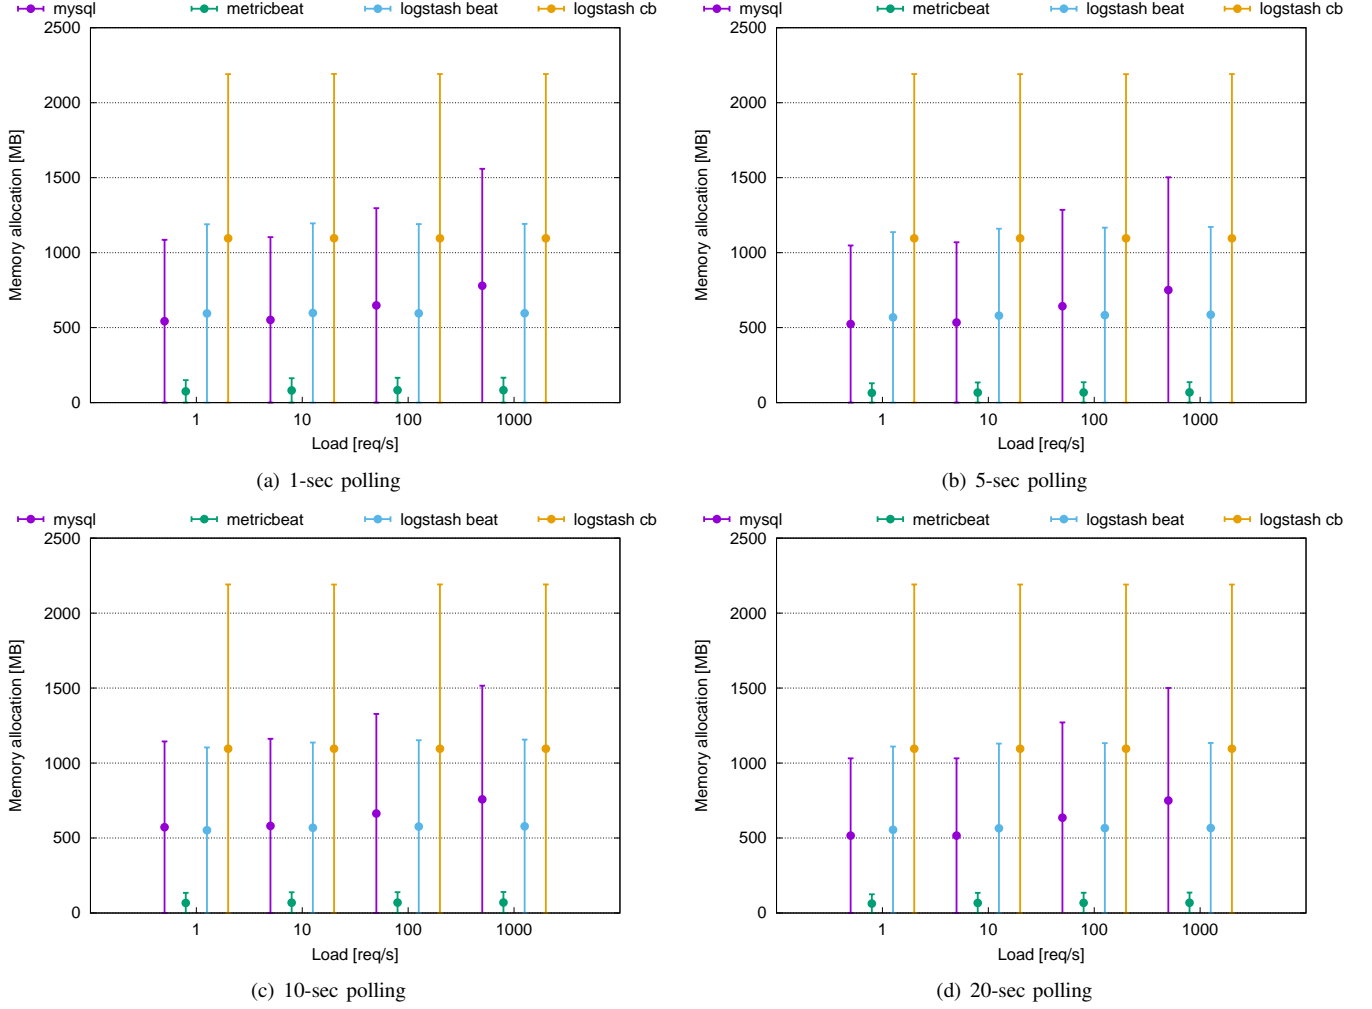 mysql metricbeat logstash beat logstash cb
2500
2000
1500
1000
500
0
Memory allocation [MB]
1 10 100 1000
Load [req/s]
(a) 1-sec polling
mysql metricbeat logstash beat logstash cb
2500
2000
1500
1000
500
0
Memory allocation [MB]
1 10 100 1000
Load [req/s]
(b) 5-sec polling
mysql metricbeat logstash beat logstash cb
2500
2000
1500
1000
500
0
Memory allocation [MB]
1 10 100 1000
Load [req/s]
(c) 10-sec polling
mysql metricbeat logstash beat logstash cb
2500
2000
1500
1000
500
0
Memory allocation [MB]
1 10 100 1000
Load [req/s]
(d) 20-sec polling